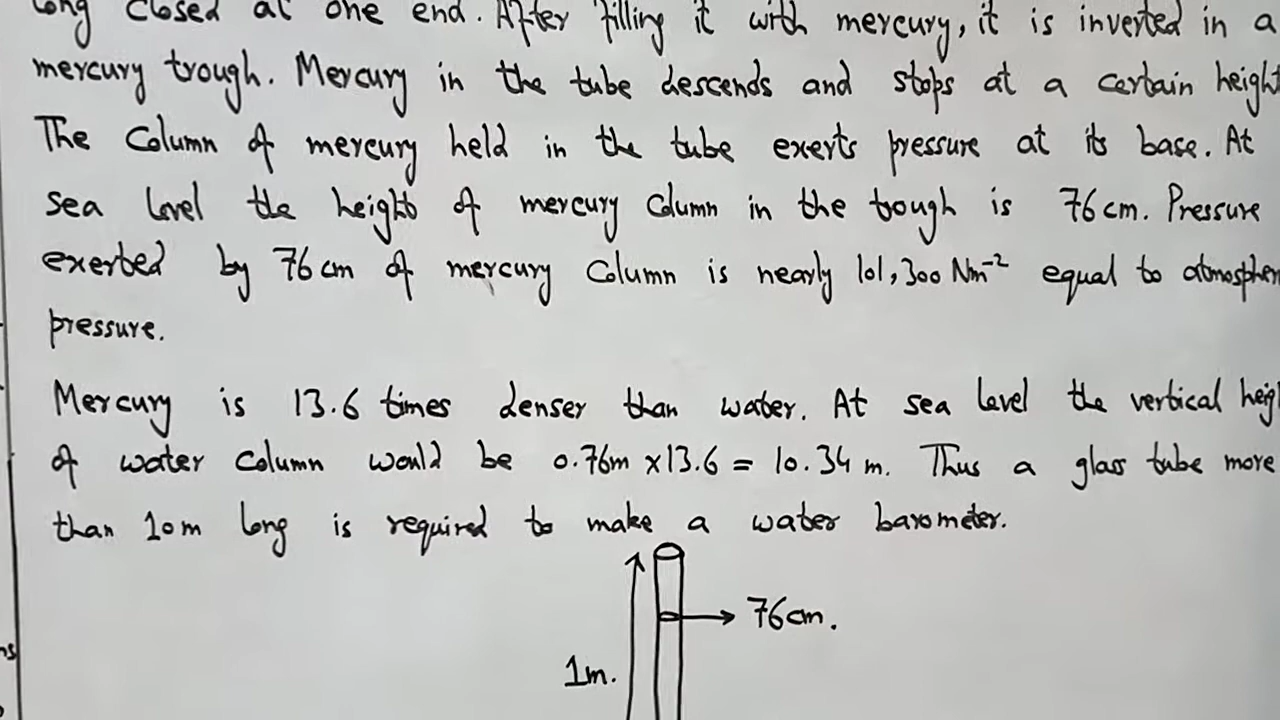 long closed at one end. After filling it with mercury, it is inverted in a
mercury trough. Mercury in the tube descends and stops at a certain height
The Column of mercury held in the tube exerts pressure at its base. At
sea level the height of mercury column in the trough is 76 cm. Pressure
exerted by 76 cm of mercury Column is nearly 101,300 Nm⁻² equal to atmospher
pressure.
Mercury is 13.6 times denser than water. At sea level the vertical heig
of water column would be 0.76m x13.6 = 10.34 m. Thus a glass tube more
than 10m long is required to make a water barometer.
76cm.
1m.